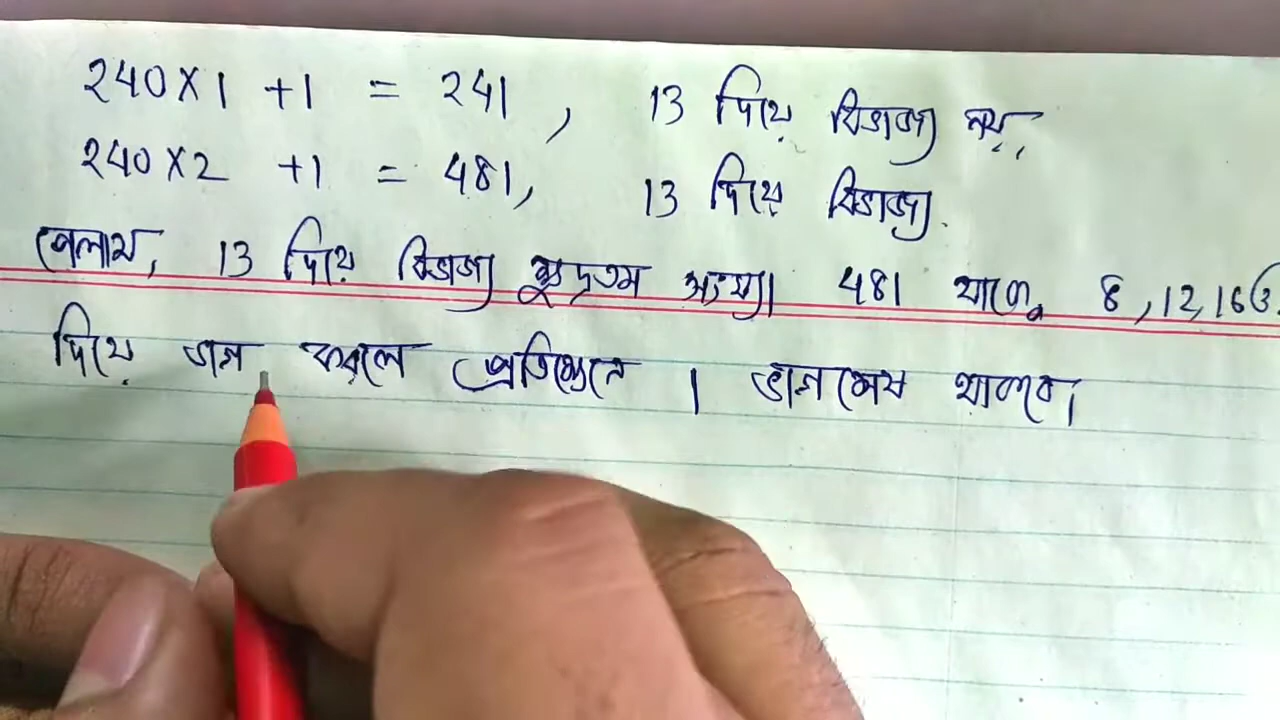 240×1 +1 = 241, 13 দিয়ে বিভাজ্য নয়,
240×2 +1 = 481, 13 দিয়ে বিভাজ্য.
পেলাম, 13 দিয়ে বিভাজ্য ক্ষুদ্রতম সংখ্যা 481 যাকে 8,12,16ও
দিয়ে ভাগ করলে প্রতিক্ষেত্রে 1 ভাগশেষ থাকবে।